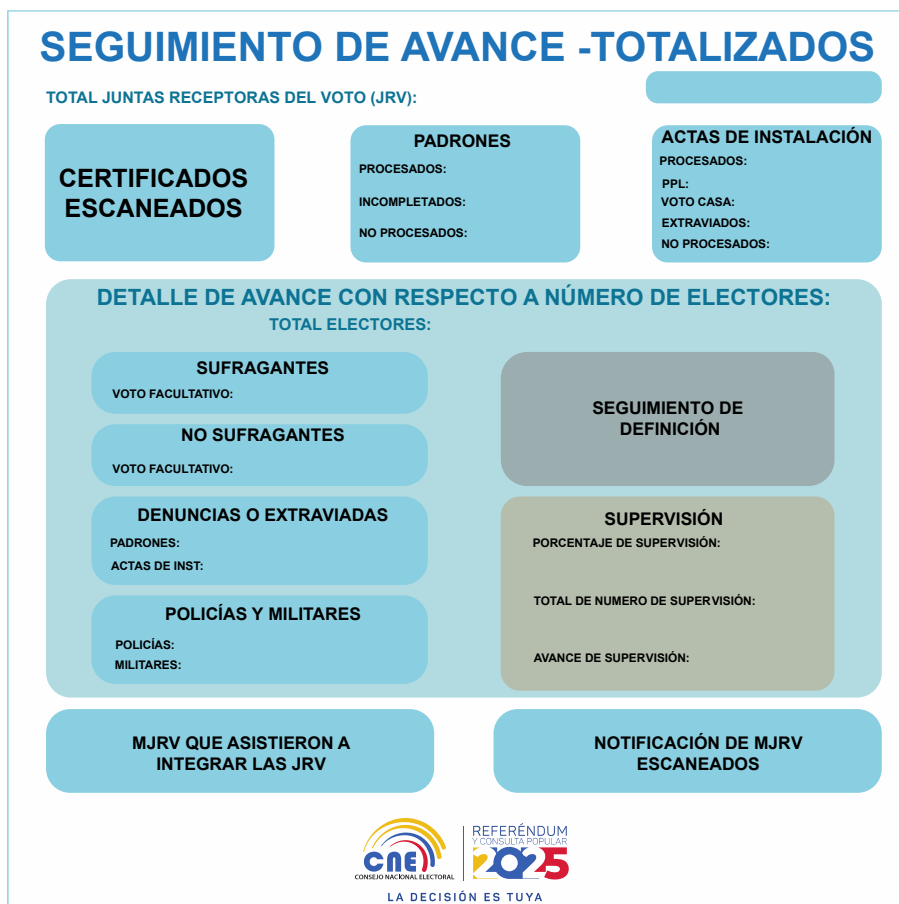 SEGUIMIENTO DE AVANCE -TOTALIZADOS
TOTAL JUNTAS RECEPTORAS DEL VOTO (JRV):
CERTIFICADOS
ESCANEADOS
PADRONES
PROCESADOS:
INCOMPLETADOS:
NO PROCESADOS:
ACTAS DE INSTALACIÓN
PROCESADOS:
PPL:
VOTO CASA:
EXTRAVIADOS:
NO PROCESADOS:
DETALLE DE AVANCE CON RESPECTO A NÚMERO DE ELECTORES:
TOTAL ELECTORES:
SUFRAGANTES
VOTO FACULTATIVO:
NO SUFRAGANTES
VOTO FACULTATIVO:
DENUNCIAS O EXTRAVIADAS
PADRONES:
ACTAS DE INST:
POLICÍAS Y MILITARES
POLICÍAS:
MILITARES:
SEGUIMIENTO DE
DEFINICIÓN
SUPERVISIÓN
PORCENTAJE DE SUPERVISIÓN:
TOTAL DE NUMERO DE SUPERVISIÓN:
AVANCE DE SUPERVISIÓN:
MJRV QUE ASISTIERON A
INTEGRAR LAS JRV
NOTIFICACIÓN DE MJRV
ESCANEADOS
cne
CONSEJO NACIONAL ELECTORAL
REFERÉNDUM
Y CONSULTA POPULAR
2025
LA DECISIÓN ES TUYA